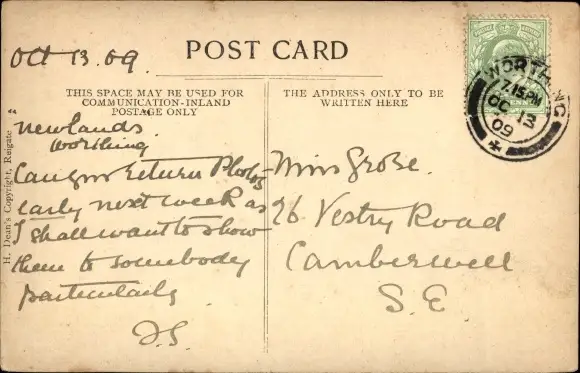 Oct 13.09.
POST CARD
THIS SPACE MAY BE USED FOR
COMMUNICATION-INLAND
POSTAGE ONLY
THE ADDRESS ONLY TO BE
WRITTEN HERE
WORTHING
7.15 PM
OC 13
09
H. Dean's Copyright, Reigate
Newlands.
Worthing
Can you return Photos
early next week as
I shall want to show
them to somebody
particularly
Miss Grose.
26 Vestry Road
Camberwell
S.E